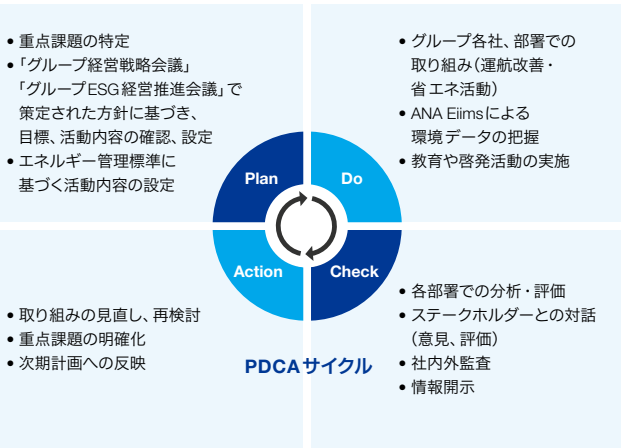 • 重点課題の特定
• 「グループ経営戦略会議」
「グループESG経営推進会議」で
策定された方針に基づき、
目標、活動内容の確認、設定
• エネルギー管理標準に
基づく活動内容の設定
• グループ各社、部署での
取り組み(運航改善・
省エネ活動)
• ANA Eiimsによる
環境データの把握
• 教育や啓発活動の実施
Plan
Do
Action
Check
• 取り組みの見直し、再検討
• 重点課題の明確化
• 次期計画への反映
PDCAサイクル
• 各部署での分析・評価
• ステークホルダーとの対話
(意見、評価)
• 社内外監査
• 情報開示